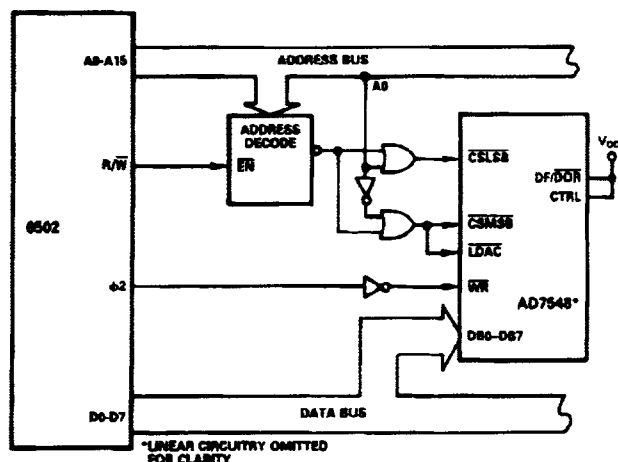 A0-A15
ADDRESS BUS
A0
ADDRESS
DECODE
EN
R/W
CSLSB
VDD
DF/DOR
CTRL
6502
CSMSB
LDAC
ϕ2
WR
AD7548*
DB0–DB7
D0-D7
DATA BUS
*LINEAR CIRCUITRY OMITTED
FOR CLARITY